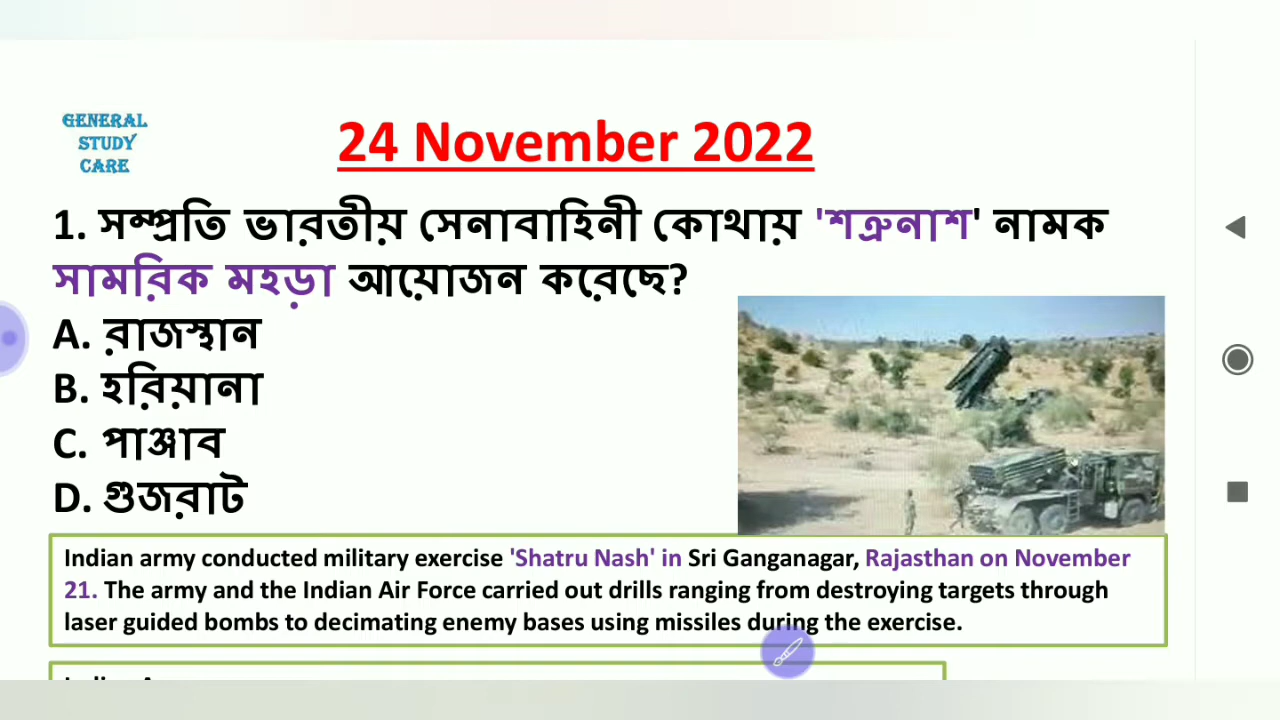 GENERAL
STUDY
CARE
24 November 2022
1. সম্প্রতি ভারতীয় সেনাবাহিনী কোথায় 'শত্রুনাশ' নামক
সামরিক মহড়া আয়োজন করেছে?
A. রাজস্থান
B. হরিয়ানা
C. পাঞ্জাব
D. গুজরাট
Indian army conducted military exercise 'Shatru Nash' in Sri Ganganagar, Rajasthan on November
21. The army and the Indian Air Force carried out drills ranging from destroying targets through
laser guided bombs to decimating enemy bases using missiles during the exercise.